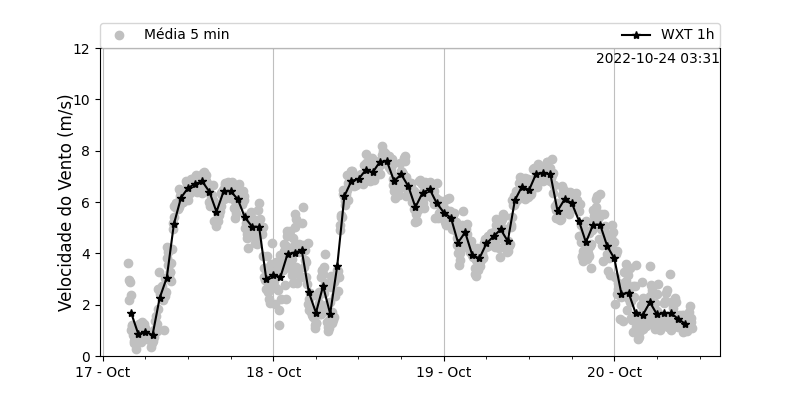 Média 5 min
WXT 1h
2022-10-24 03:31
Velocidade do Vento (m/s)
12
10
8
6
4
2
0
17 - Oct
18 - Oct
19 - Oct
20 - Oct